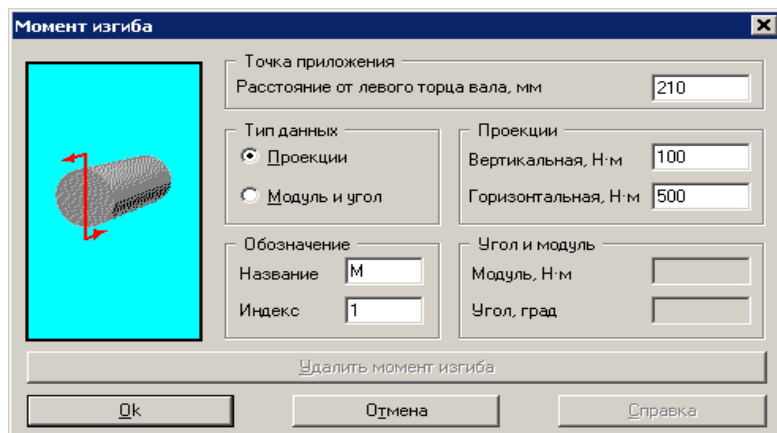 Момент изгиба
Точка приложения
Расстояние от левого торца вала, мм 210
Тип данных
Проекции
Модуль и угол
Проекции
Вертикальная, Н·м 100
Горизонтальная, Н·м 500
Обозначение
Название М
Индекс 1
Угол и модуль
Модуль, Н·м
Угол, град
Удалить момент изгиба
Ok Отмена Справка